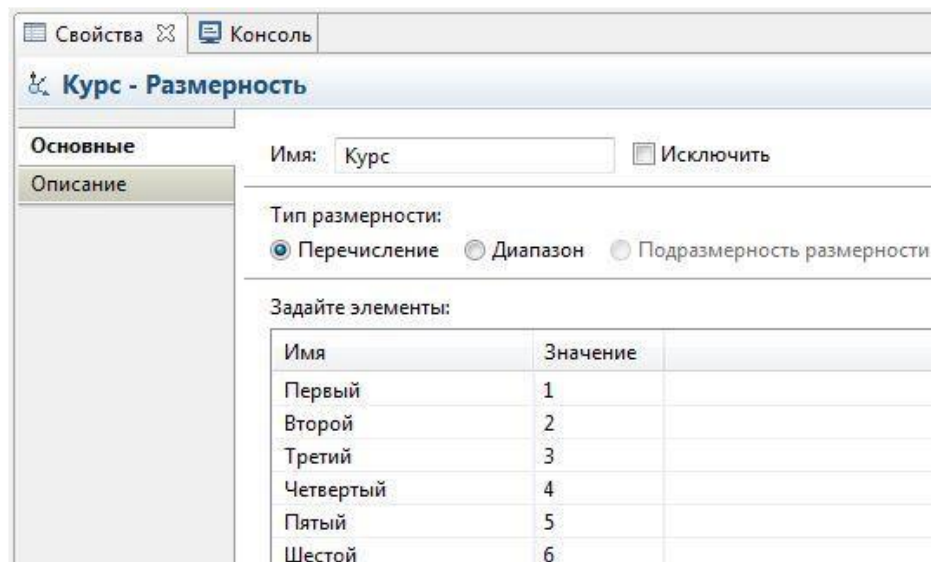 Свойства Консоль
Курс - Размерность
Основные
Описание
Имя: Курс Исключить
Тип размерности:
Перечисление Диапазон Подразмерность размерности
Задайте элементы:
Имя Значение
Первый 1
Второй 2
Третий 3
Четвертый 4
Пятый 5
Шестой 6